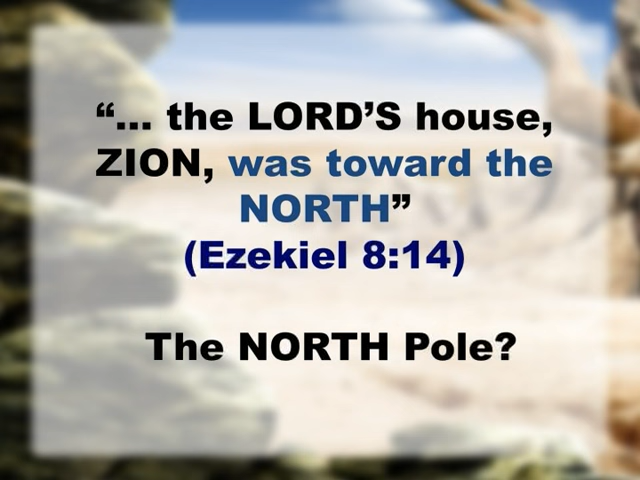 “... the LORD’S house,
ZION, was toward the
NORTH”
(Ezekiel 8:14)
The NORTH Pole?